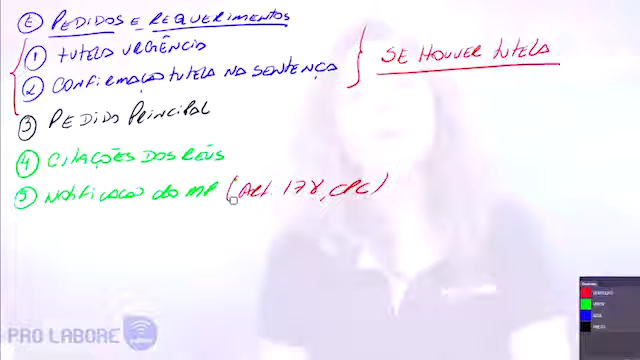 E PEDIDOS E REQUERIMENTOS
1 TUTELA URGÊNCIA
2 CONFIRMAÇÃO TUTELA NA SENTENÇA
SE HOUVER TUTELA
3 PEDIDO PRINCIPAL
4 CITAÇÕES DOS RÉUS
5 NOTIFICAÇÃO DO MP (ART. 178, CPC)
PRO LABORE